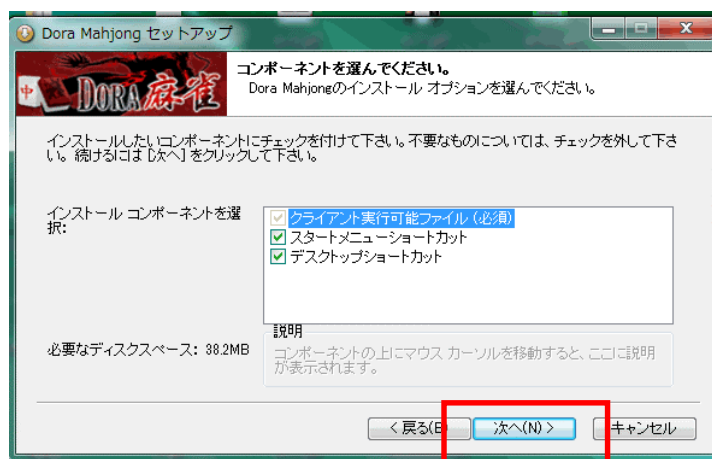 Dora Mahjong セットアップ
中 DORA麻雀
コンポーネントを選んでください。
Dora Mahjongのインストール オプションを選んでください。
インストールしたいコンポーネントにチェックを付けて下さい。不要なものについては、チェックを外して下さ
い。 続けるには [次へ] をクリックして下さい。
インストール コンポーネントを選
択:
クライアント実行可能ファイル (必須)
スタートメニューショートカット
デスクトップショートカット
必要なディスクスペース: 38.2MB
説明
コンポーネントの上にマウス カーソルを移動すると、ここに説明
が表示されます。
< 戻る(B
次へ(N) >
キャンセル